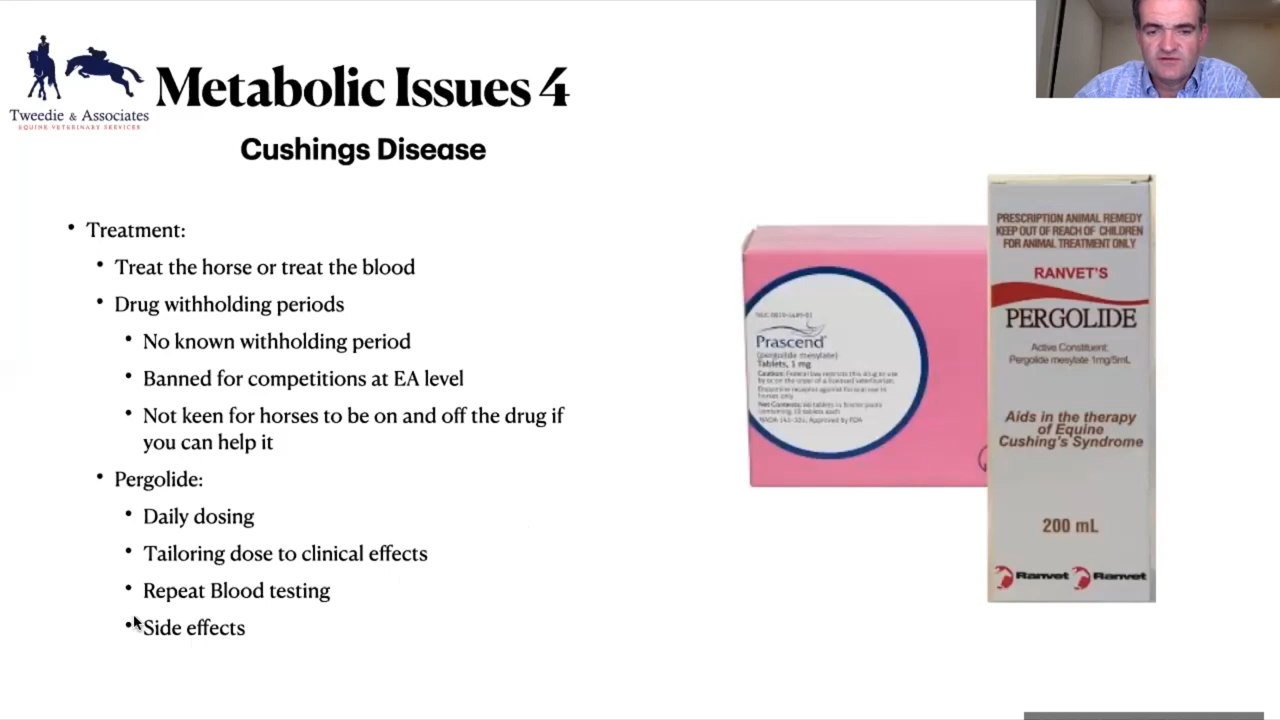 Metabolic Issues 4
Tweedie & Associates
EQUINE VETERINARY SERVICES
Cushings Disease
• Treatment:
• Treat the horse or treat the blood
• Drug withholding periods
• No known withholding period
• Banned for competitions at EA level
• Not keen for horses to be on and off the drug if
you can help it
• Pergolide:
• Daily dosing
• Tailoring dose to clinical effects
• Repeat Blood testing
• Side effects
Prascend
(pergolide mesylate)
Tablets, 1 mg
PRESCRIPTION ANIMAL REMEDY
KEEP OUT OF REACH OF CHILDREN
FOR ANIMAL TREATMENT ONLY
RANVET'S
PERGOLIDE
Active Constituent:
Pergolide mesylate 1mg/5mL
Aids in the therapy
of Equine
Cushing's Syndrome
200 mL
Ranvet Ranvet